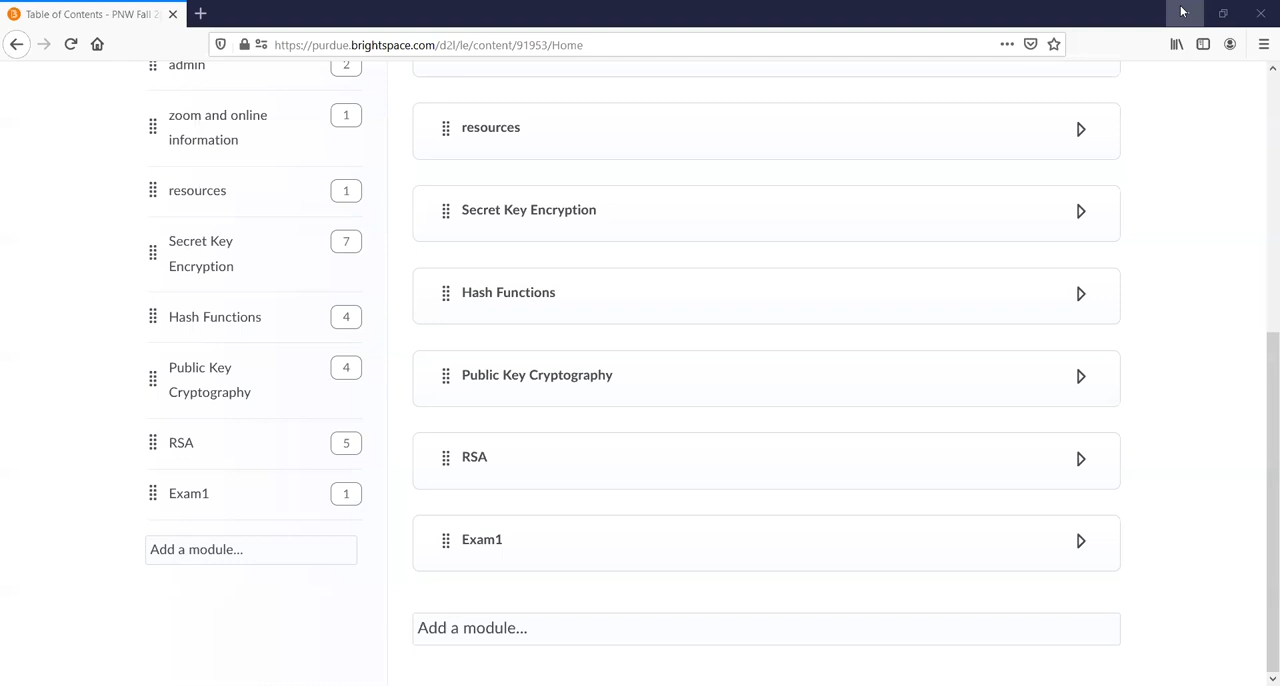 Table of Contents - PNW Fall 2
https://purdue.brightspace.com/d2l/le/content/91953/Home
admin
2
zoom and online
information
1
resources
1
Secret Key
Encryption
7
Hash Functions
4
Public Key
Cryptography
4
RSA
5
Exam1
1
Add a module...
resources
Secret Key Encryption
Hash Functions
Public Key Cryptography
RSA
Exam1
Add a module...